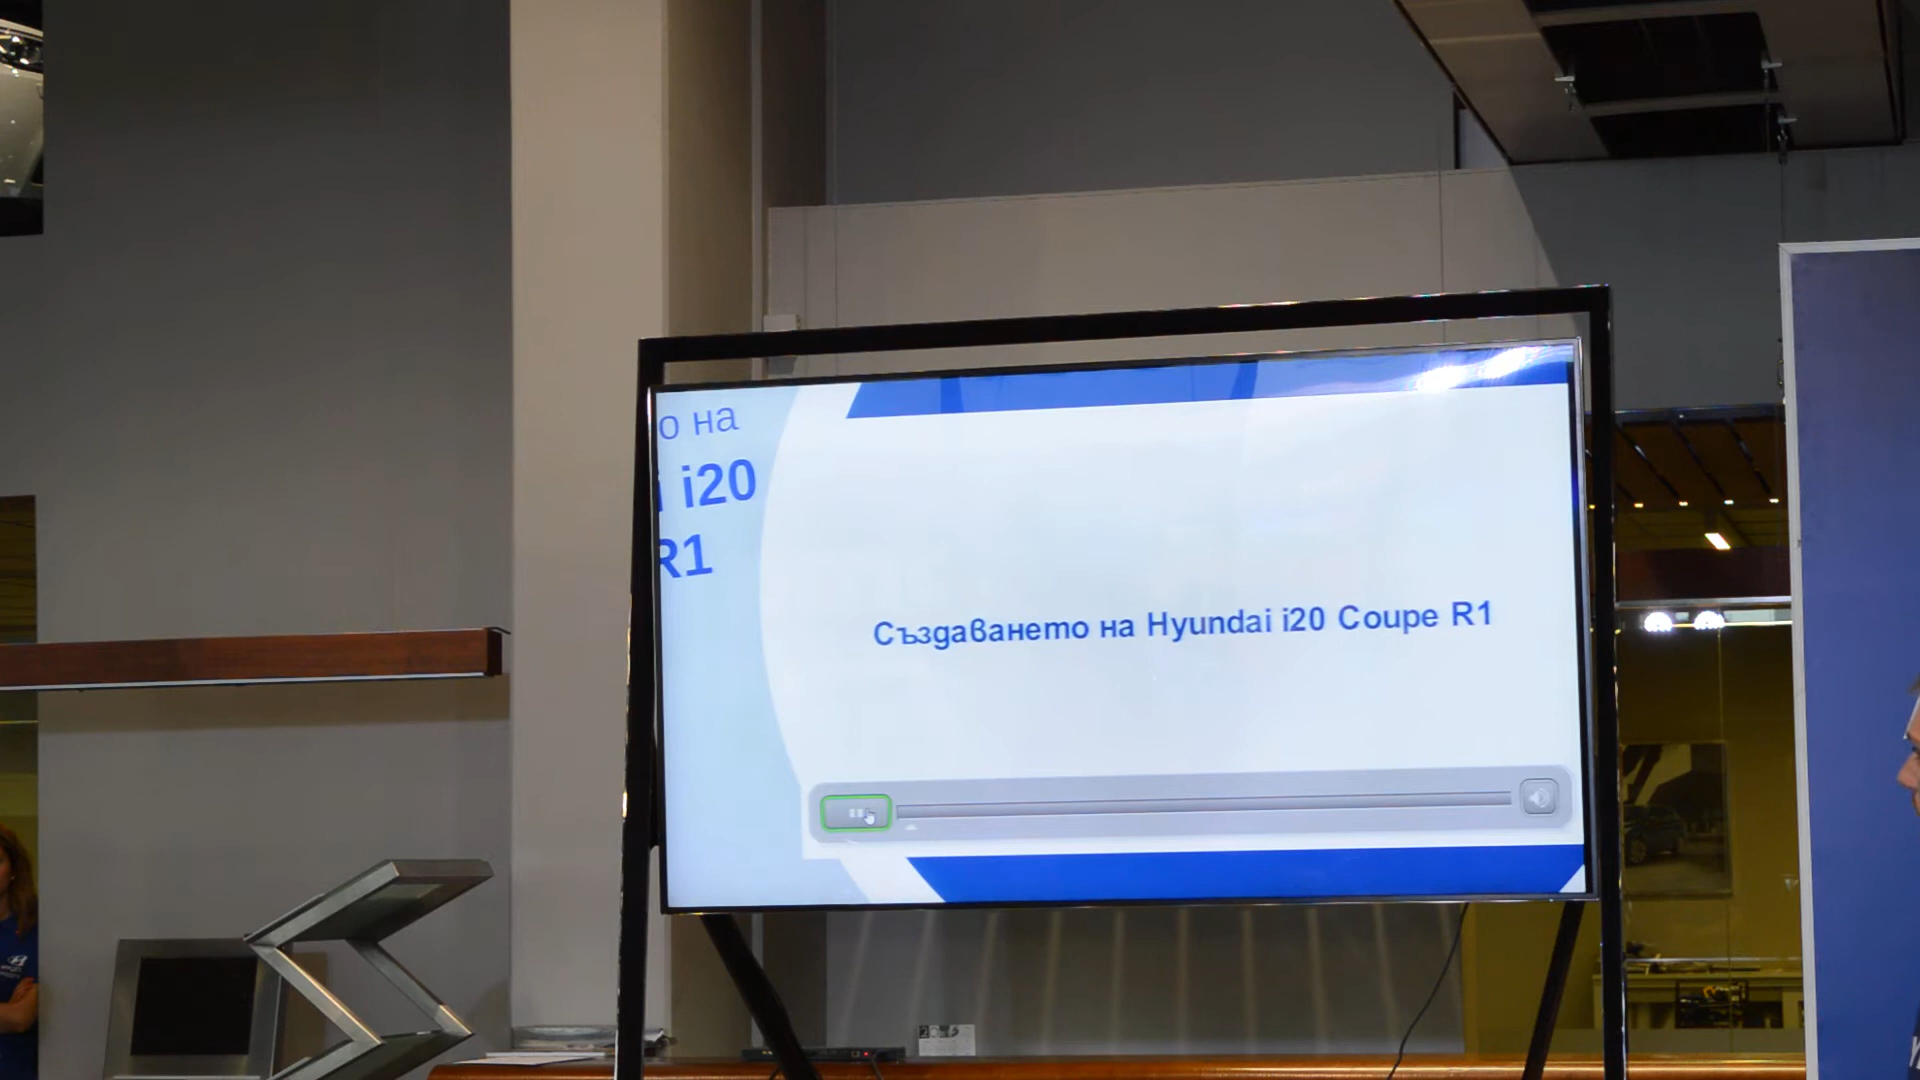 о на
i20
R1
Създаването на Hyundai i20 Coupe R1